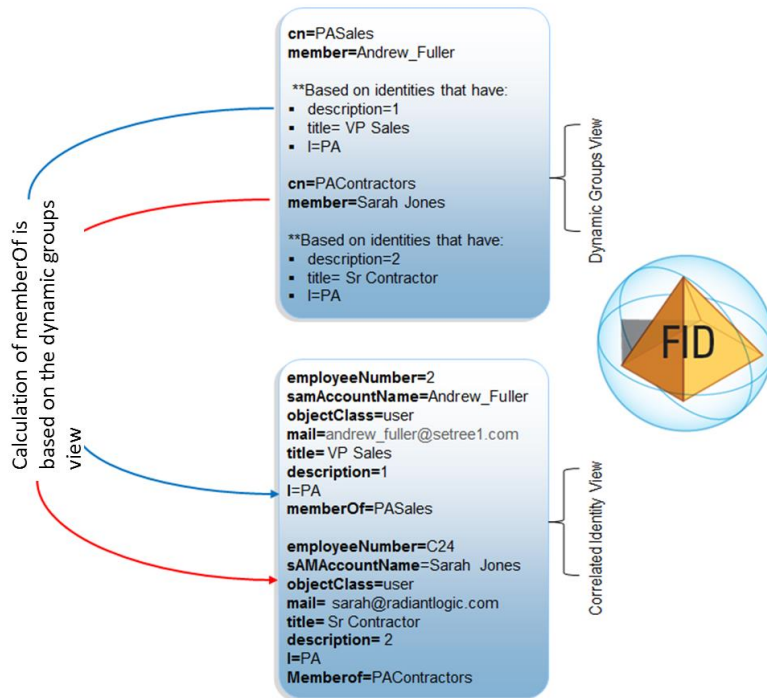 cn=PASales
member=Andrew_Fuller
**Based on identities that have:
▪ description=1
▪ title= VP Sales
▪ l=PA
cn=PAContractors
member=Sarah Jones
**Based on identities that have:
▪ description=2
▪ title= Sr Contractor
▪ l=PA
Dynamic Groups View
Calculation of memberOf is
based on the dynamic groups
view
FID
employeeNumber=2
samAccountName=Andrew_Fuller
objectClass=user
mail=andrew_fuller@setree1.com
title= VP Sales
description=1
l=PA
memberOf=PASales
employeeNumber=C24
sAMAccountName=Sarah Jones
objectClass=user
mail= sarah@radiantlogic.com
title= Sr Contractor
description= 2
l=PA
Memberof=PAContractors
Correlated Identity View